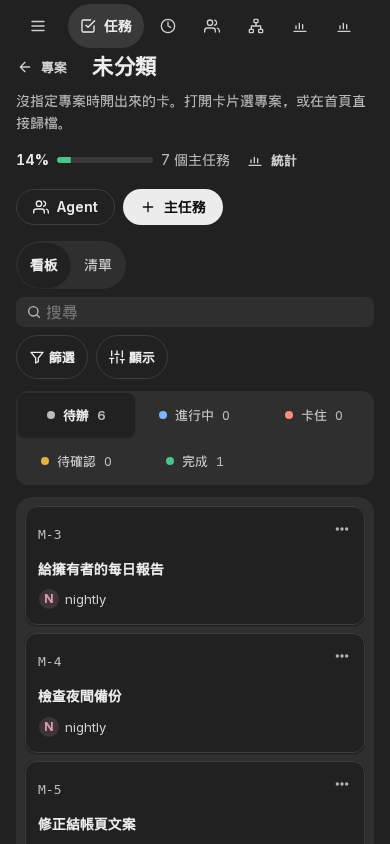 任務
專案
未分類
沒指定專案時開出來的卡。打開卡片選專案，或在首頁直
接歸檔。
14% 7 個主任務 統計
Agent 主任務
看板 清單
搜尋
篩選 顯示
待辦 6 進行中 0 卡住 0
待確認 0 完成 1
M-3
給擁有者的每日報告
N nightly
M-4
檢查夜間備份
N nightly
M-5
修正結帳頁文案